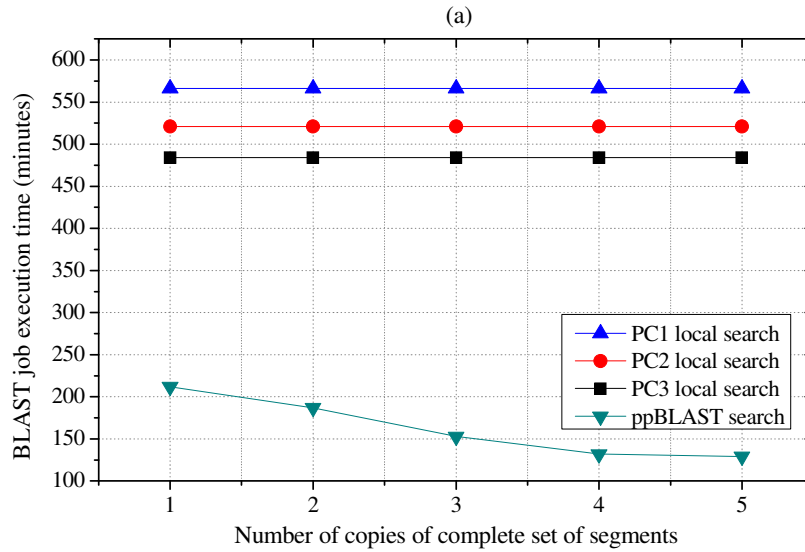 (a)
BLAST job execution time (minutes)
600
550
500
450
400
350
300
250
200
150
100
PC1 local search
PC2 local search
PC3 local search
ppBLAST search
1 2 3 4 5
Number of copies of complete set of segments